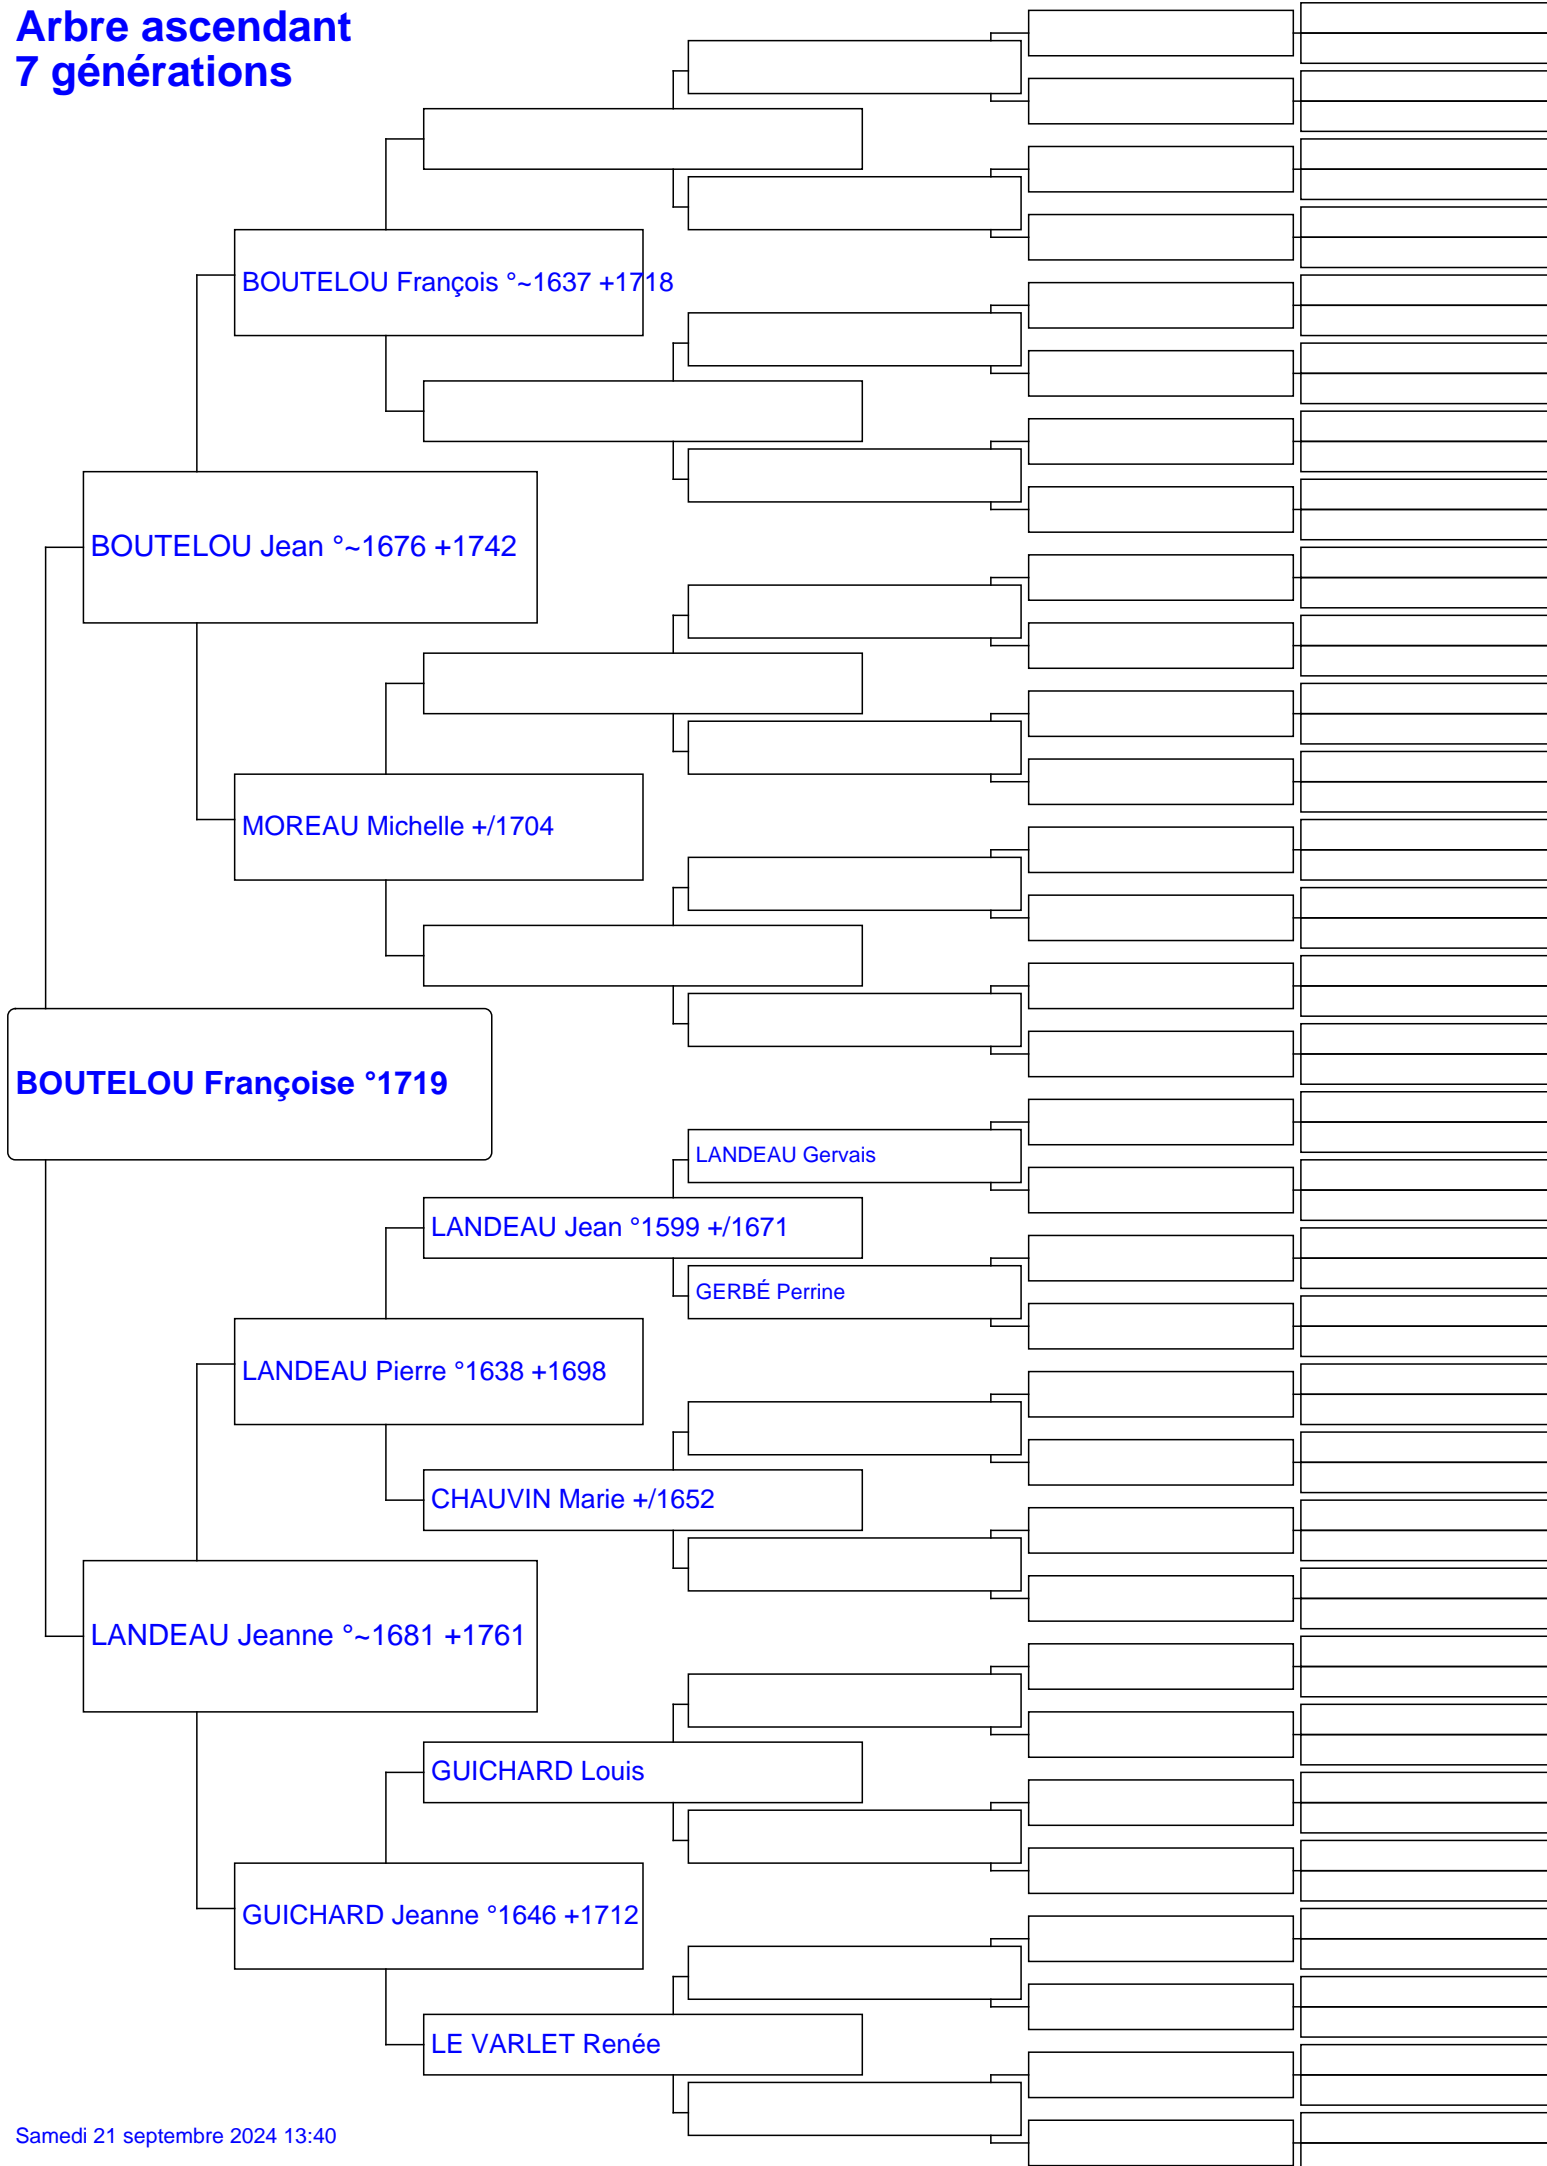 Arbre ascendant
7 générations
BOUTELOU François °~1637 +1718
BOUTELOU Jean °~1676 +1742
MOREAU Michelle +/1704
BOUTELOU Françoise °1719
LANDEAU Gervais
LANDEAU Jean °1599 +/1671
GERBÉ Perrine
LANDEAU Pierre °1638 +1698
CHAUVIN Marie +/1652
LANDEAU Jeanne °~1681 +1761
GUICHARD Louis
GUICHARD Jeanne °1646 +1712
LE VARLET Renée
Samedi 21 septembre 2024 13:40